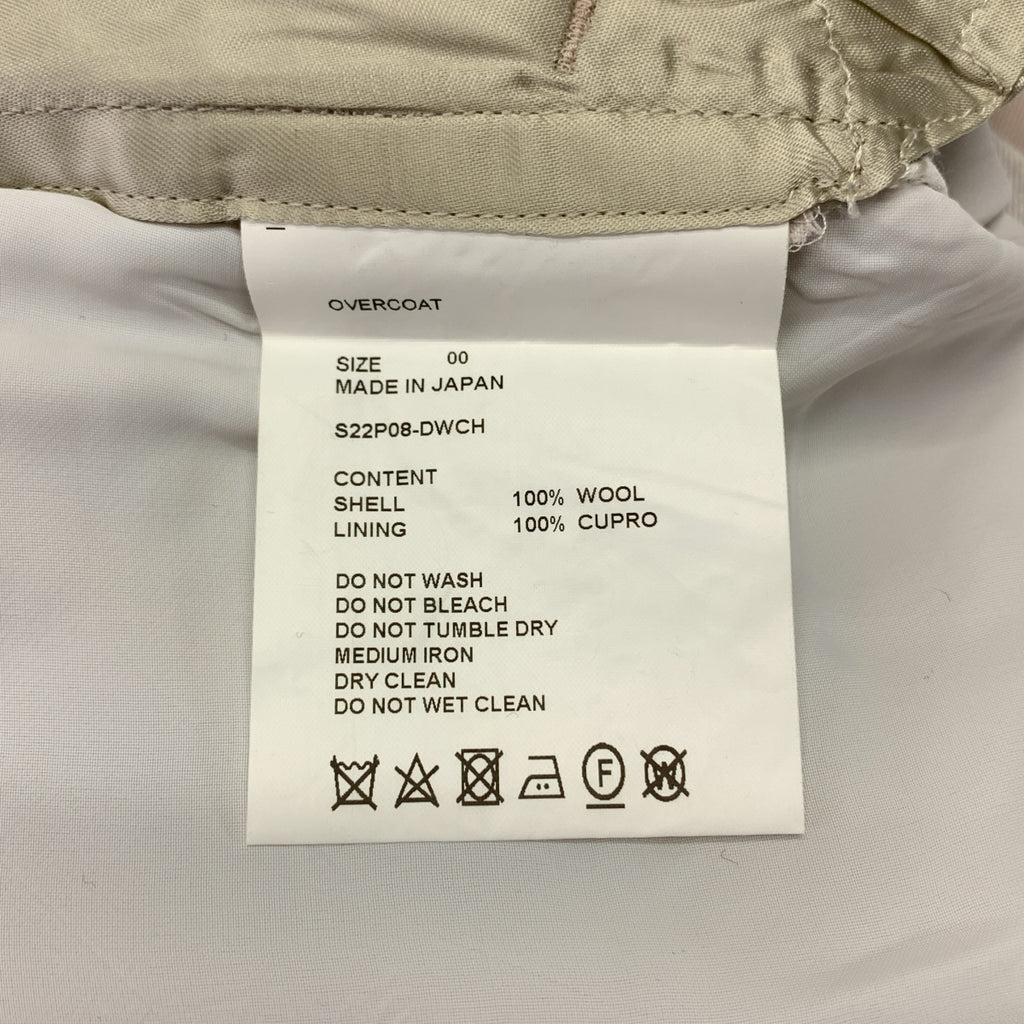 OVERCOAT
SIZE 00
MADE IN JAPAN
S22P08-DWCH
CONTENT
SHELL 100% WOOL
LINING 100% CUPRO
DO NOT WASH
DO NOT BLEACH
DO NOT TUMBLE DRY
MEDIUM IRON
DRY CLEAN
DO NOT WET CLEAN
F W